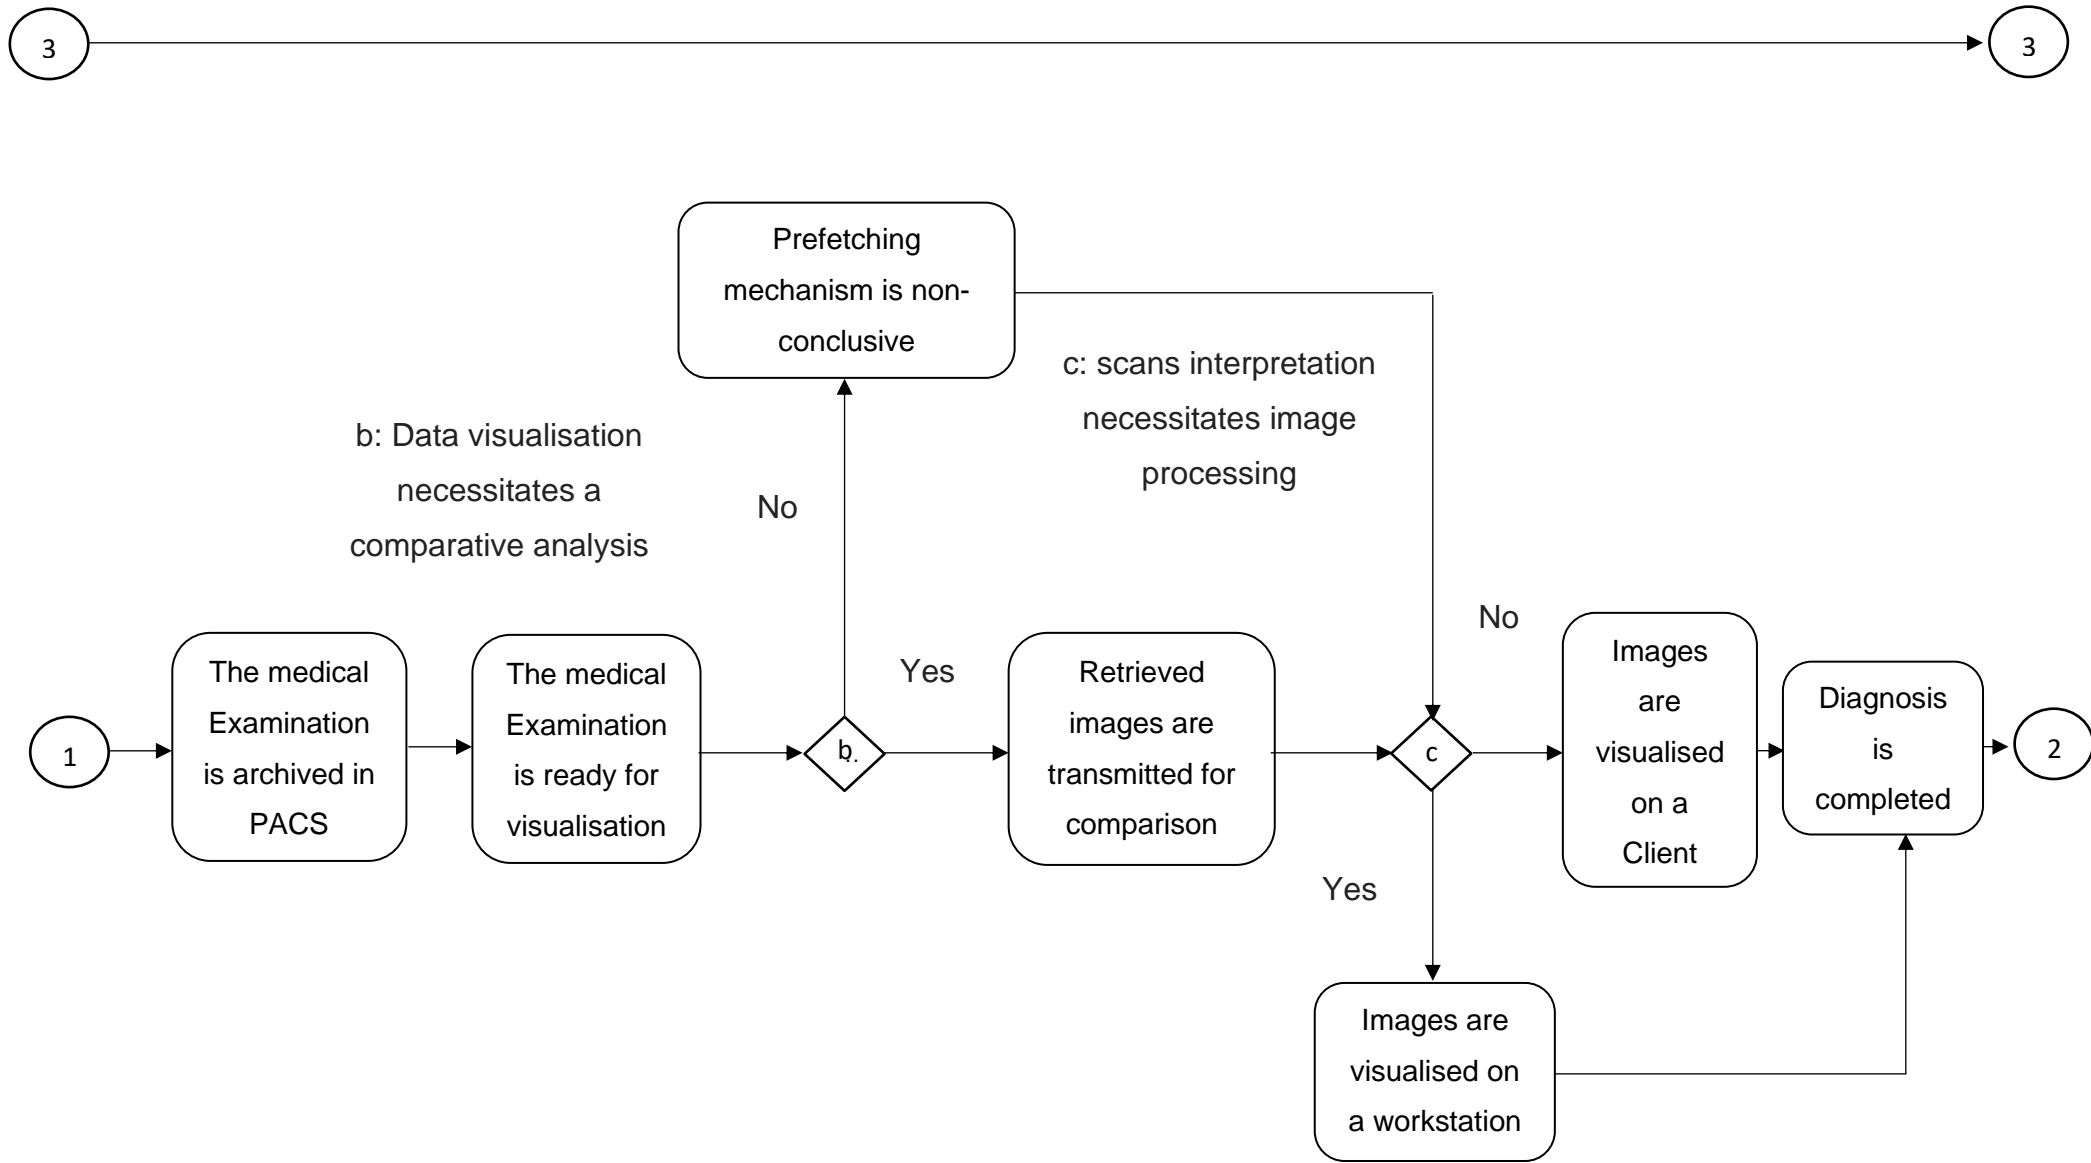 3
3
Prefetching
mechanism is non-
conclusive
c: scans interpretation
necessitates image
processing
b: Data visualisation
necessitates a
comparative analysis
No
No
Yes
1
The medical
Examination
is archived in
PACS
The medical
Examination
is ready for
visualisation
b.
Retrieved
images are
transmitted for
comparison
c
Images
are
visualised
on a
Client
Diagnosis
is
completed
2
Yes
Images are
visualised on
a workstation